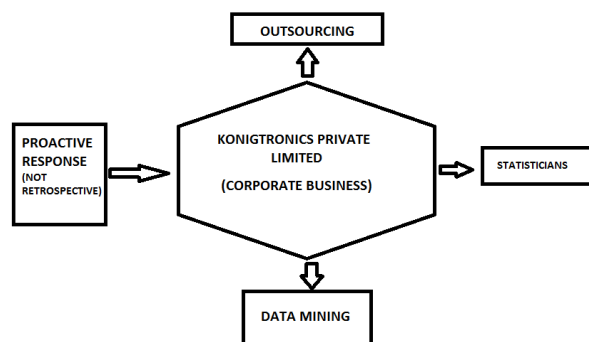 OUTSOURCING
KONIGTRONICS PRIVATE
LIMITED
(CORPORATE BUSINESS)
PROACTIVE
RESPONSE
(NOT
RETROSPECTIVE)
STATISTICIANS
DATA MINING